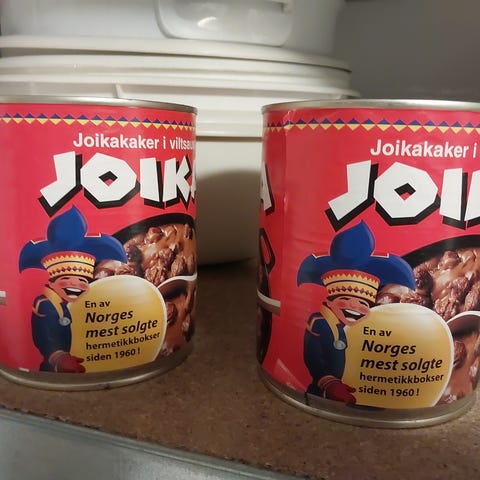 Joikakaker i viltsau
JOIK
En av
Norges
mest solgte
hermetikkbokser
siden 1960!
A
Joikakaker i
JOI
En av
Norges
mest solgte
hermetikkbokser
siden 1960!